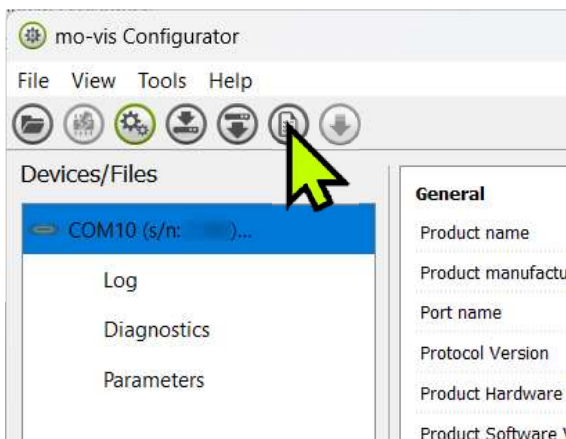 mo-vis Configurator
File View Tools Help
Devices/Files
COM10 (s/n: )...
Log
Diagnostics
Parameters
General
Product name
Product manufactu
Port name
Protocol Version
Product Hardware
Product Software V